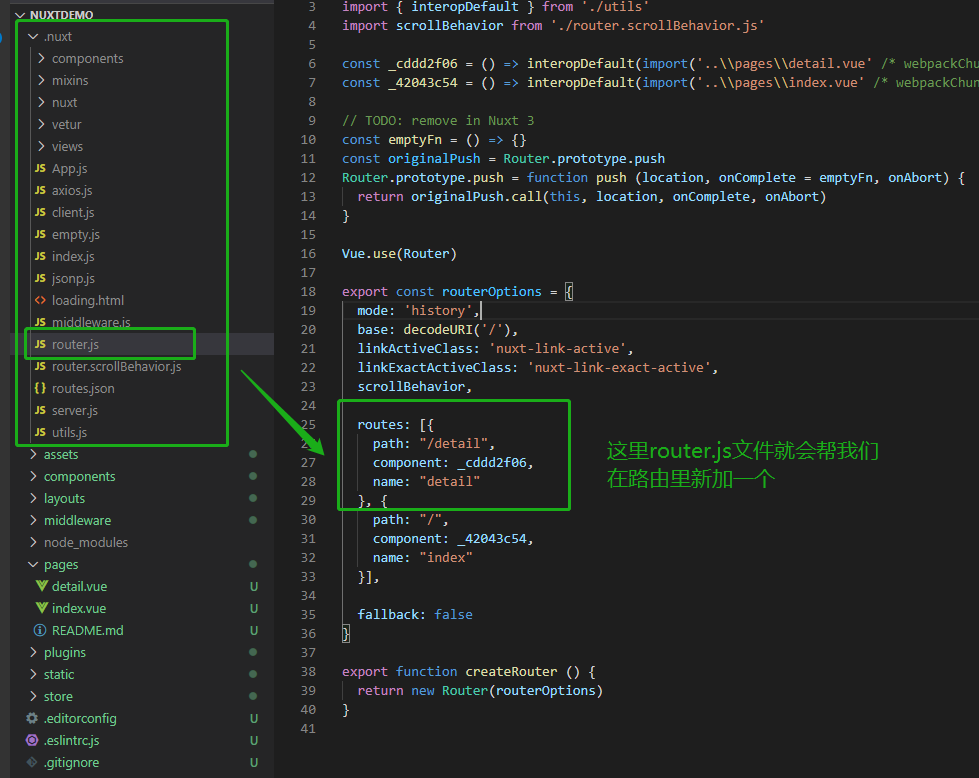 NUXTDEMO
.nuxt
components
mixins
nuxt
vetur
views
JS App.js
JS axios.js
JS client.js
JS empty.js
JS index.js
JS jsonp.js
<> loading.html
JS middleware.js
JS router.js
JS router.scrollBehavior.js
{} routes.json
JS server.js
JS utils.js
assets
components
layouts
middleware
node_modules
pages
detail.vue U
index.vue U
README.md U
plugins
static
store
.editorconfig U
.eslintrc.js U
.gitignore U
3 import { interopDefault } from './utils'
4 import scrollBehavior from './router.scrollBehavior.js'
5
6 const _cddd2f06 = () => interopDefault(import('..\\pages\\detail.vue' /* webpackChu
7 const _42043c54 = () => interopDefault(import('..\\pages\\index.vue' /* webpackChun
8
9 // TODO: remove in Nuxt 3
10 const emptyFn = () => {}
11 const originalPush = Router.prototype.push
12 Router.prototype.push = function push (location, onComplete = emptyFn, onAbort) {
13 return originalPush.call(this, location, onComplete, onAbort)
14 }
15
16 Vue.use(Router)
17
18 export const routerOptions = {
19 mode: 'history',
20 base: decodeURI('/'),
21 linkActiveClass: 'nuxt-link-active',
22 linkExactActiveClass: 'nuxt-link-exact-active',
23 scrollBehavior,
24
25 routes: [{
path: "/detail",
27 component: _cddd2f06,
28 name: "detail"
29 }, {
30 path: "/",
31 component: _42043c54,
32 name: "index"
33 }],
34
35 fallback: false
36 }
37
38 export function createRouter () {
39 return new Router(routerOptions)
40 }
41
这里router.js文件就会帮我们
在路由里新加一个